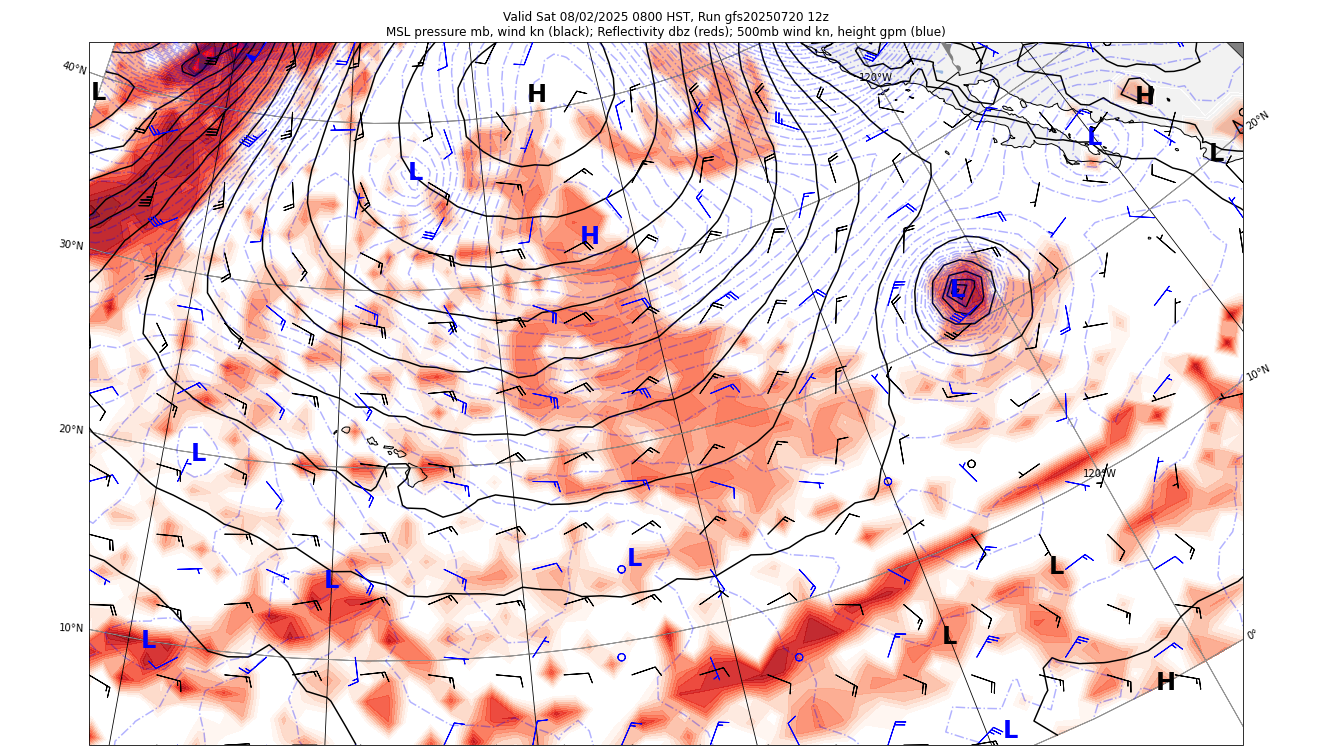 Valid Sat 08/02/2025 0800 HST, Run gfs20250720 12z
MSL pressure mb, wind kn (black); Reflectivity dbz (reds); 500mb wind kn, height gpm (blue)
40°N
120°W
L
H
H
20°N
L
L
L
30°N
H
L
10°N
20°N
L
120°W
L
L
L
10°N
L
L
0°
H
L